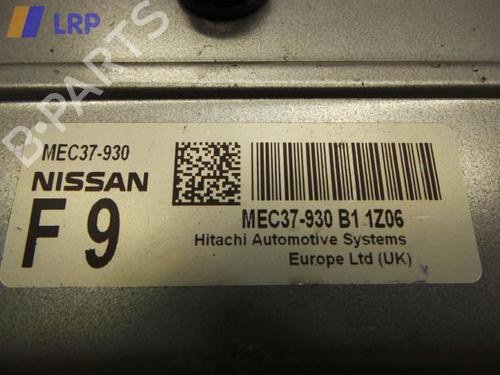 LRP
B-PARTS
MEC37-930
NISSAN
F 9
MEC37-930 B1 1Z06
Hitachi Automotive Systems
Europe Ltd (UK)